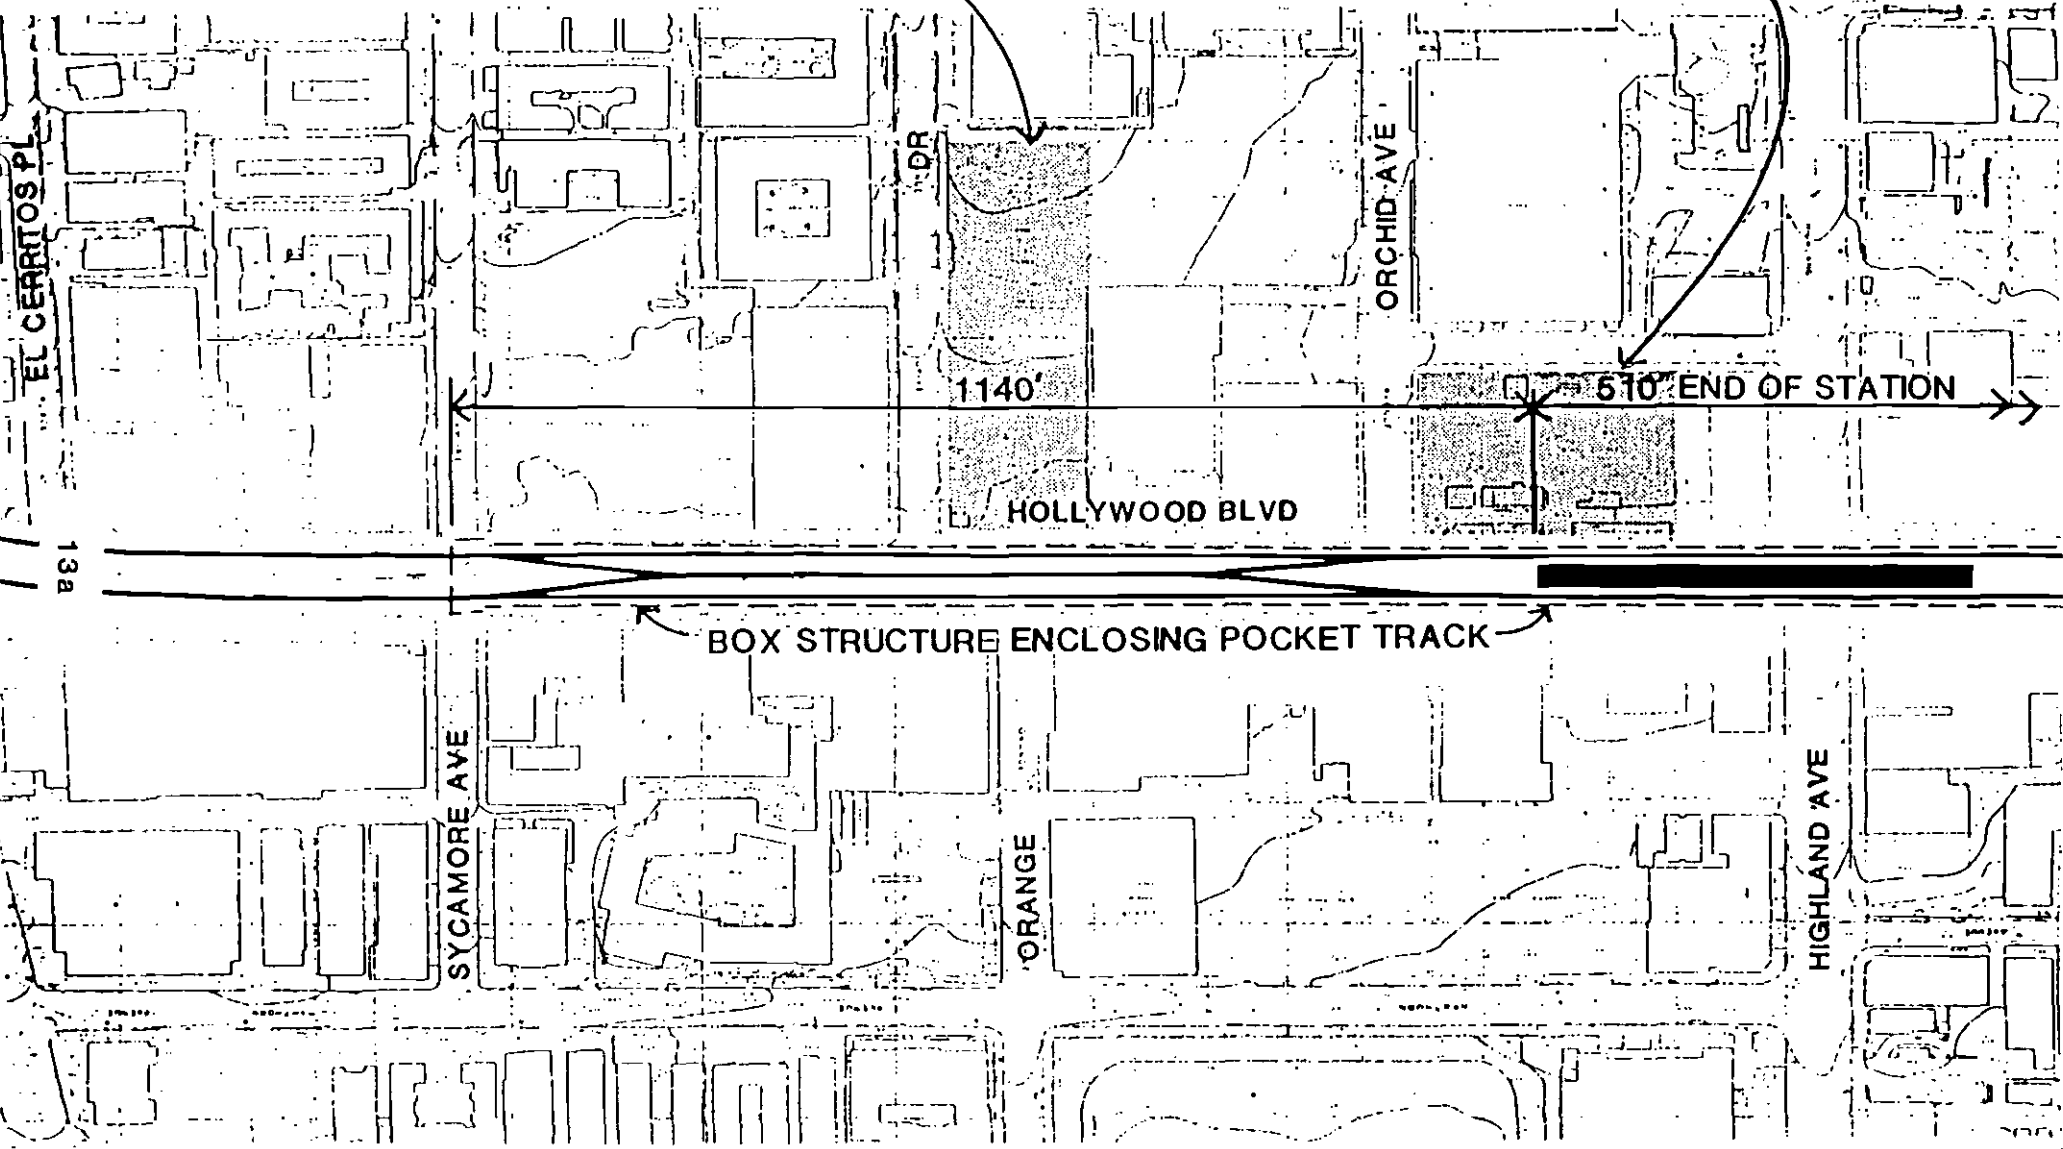 EL CERRITOS PL.
DR
ORCHID AVE
1140'
510' END OF STATION
HOLLYWOOD BLVD
13a
BOX STRUCTURE ENCLOSING POCKET TRACK
SYCAMORE AVE
ORANGE
HIGHLAND AVE